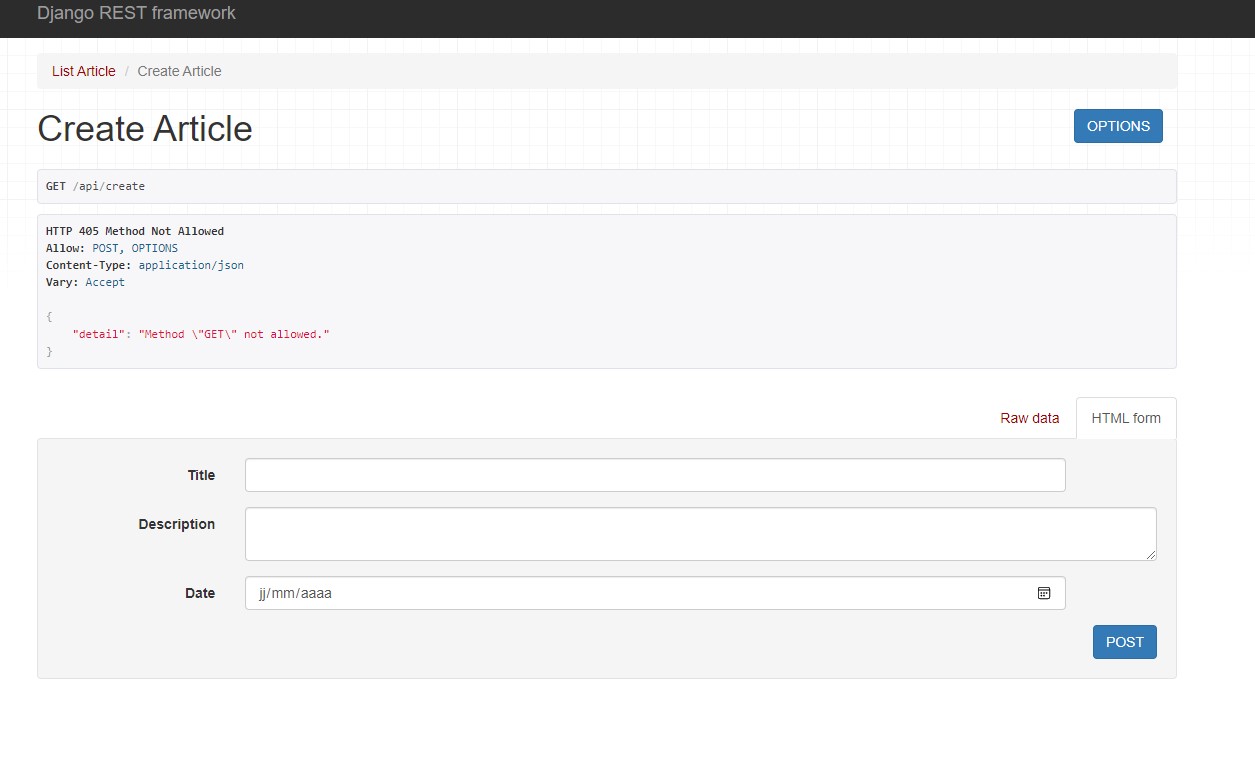 Django REST framework
List Article / Create Article
Create Article
OPTIONS
GET /api/create
HTTP 405 Method Not Allowed
Allow: POST, OPTIONS
Content-Type: application/json
Vary: Accept
{
    "detail": "Method \"GET\" not allowed."
}
Raw data
HTML form
Title
Description
Date
jj/mm/aaaa
POST